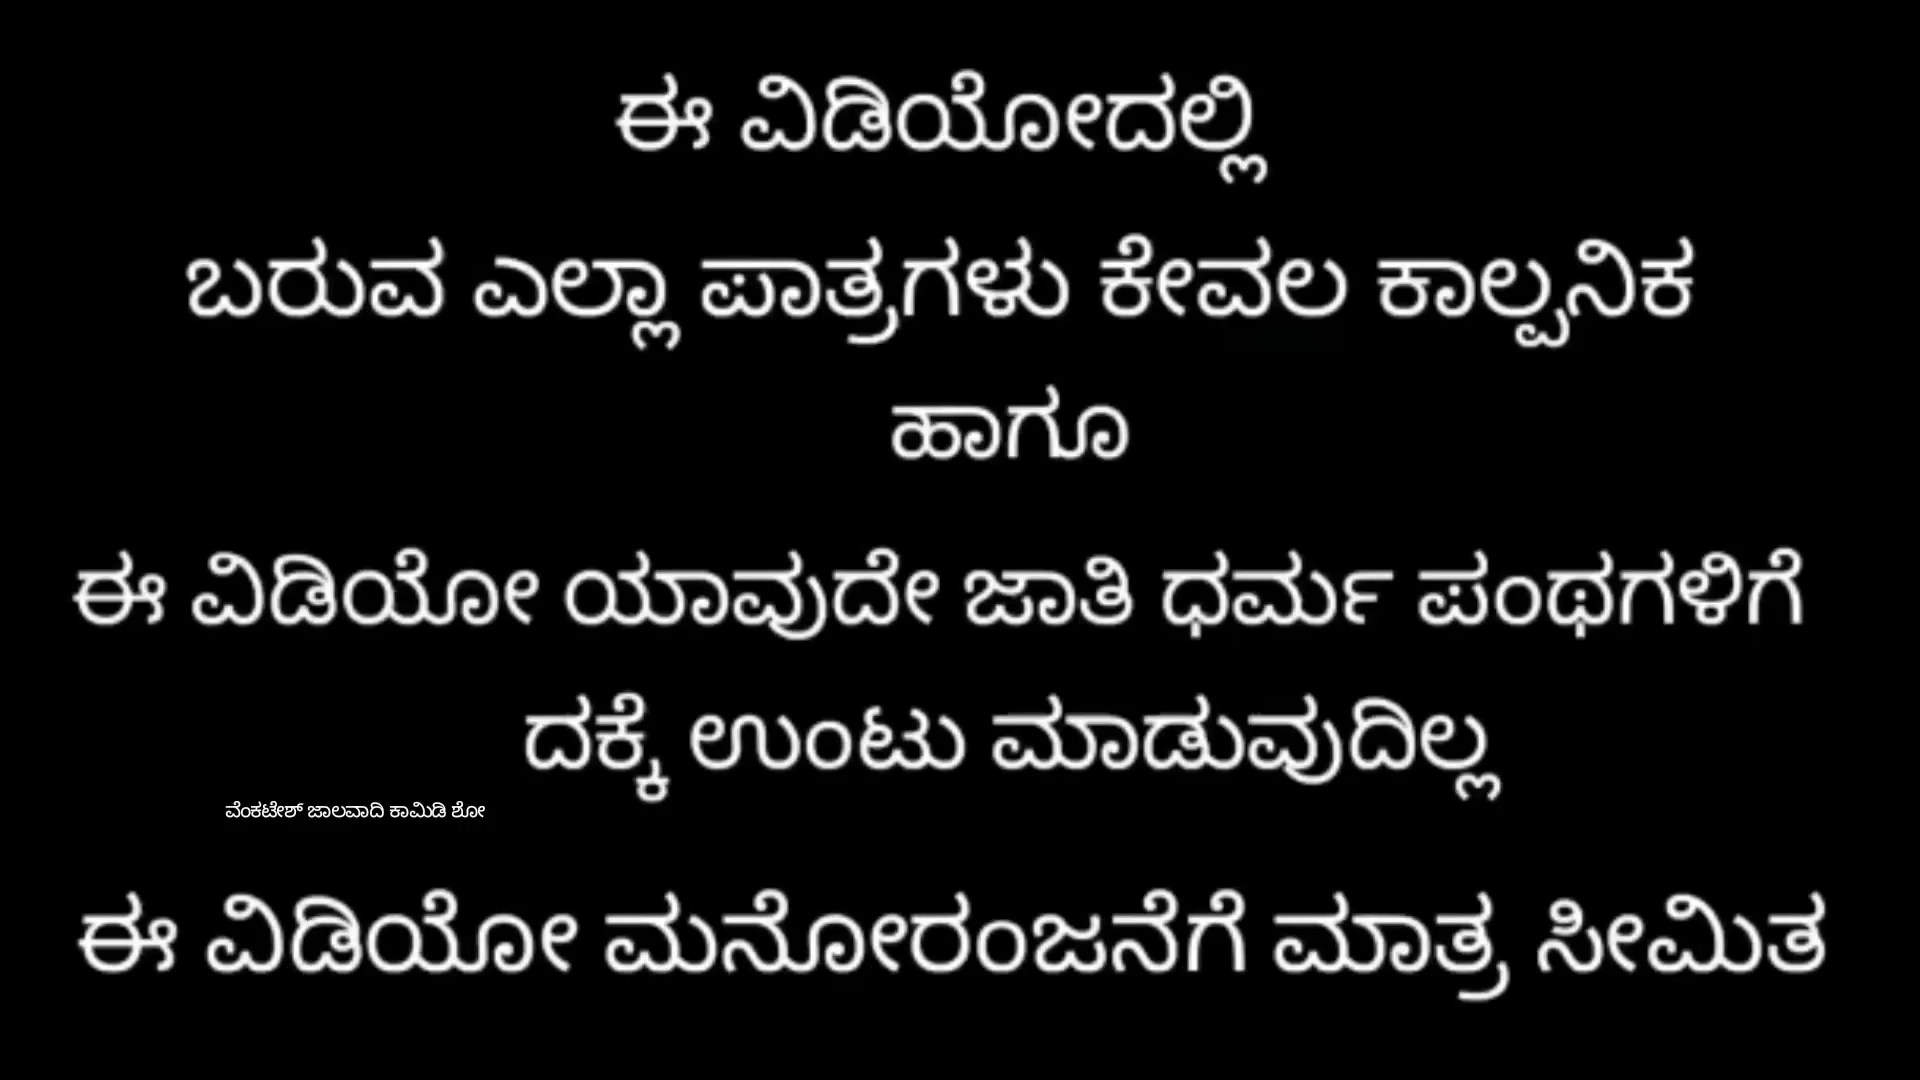 ಈ ವಿಡಿಯೋದಲ್ಲಿ
ಬರುವ ಎಲ್ಲಾ ಪಾತ್ರಗಳು ಕೇವಲ ಕಾಲ್ಪನಿಕ
ಹಾಗೂ
ಈ ವಿಡಿಯೋ ಯಾವುದೇ ಜಾತಿ ಧರ್ಮ ಪಂಥಗಳಿಗೆ
ದಕ್ಕೆ ಉಂಟು ಮಾಡುವುದಿಲ್ಲ
ವೆಂಕಟೇಶ್ ಜಾಲವಾದಿ ಕಾಮಿಡಿ ಶೋ
ಈ ವಿಡಿಯೋ ಮನೋರಂಜನೆಗೆ ಮಾತ್ರ ಸೀಮಿತ